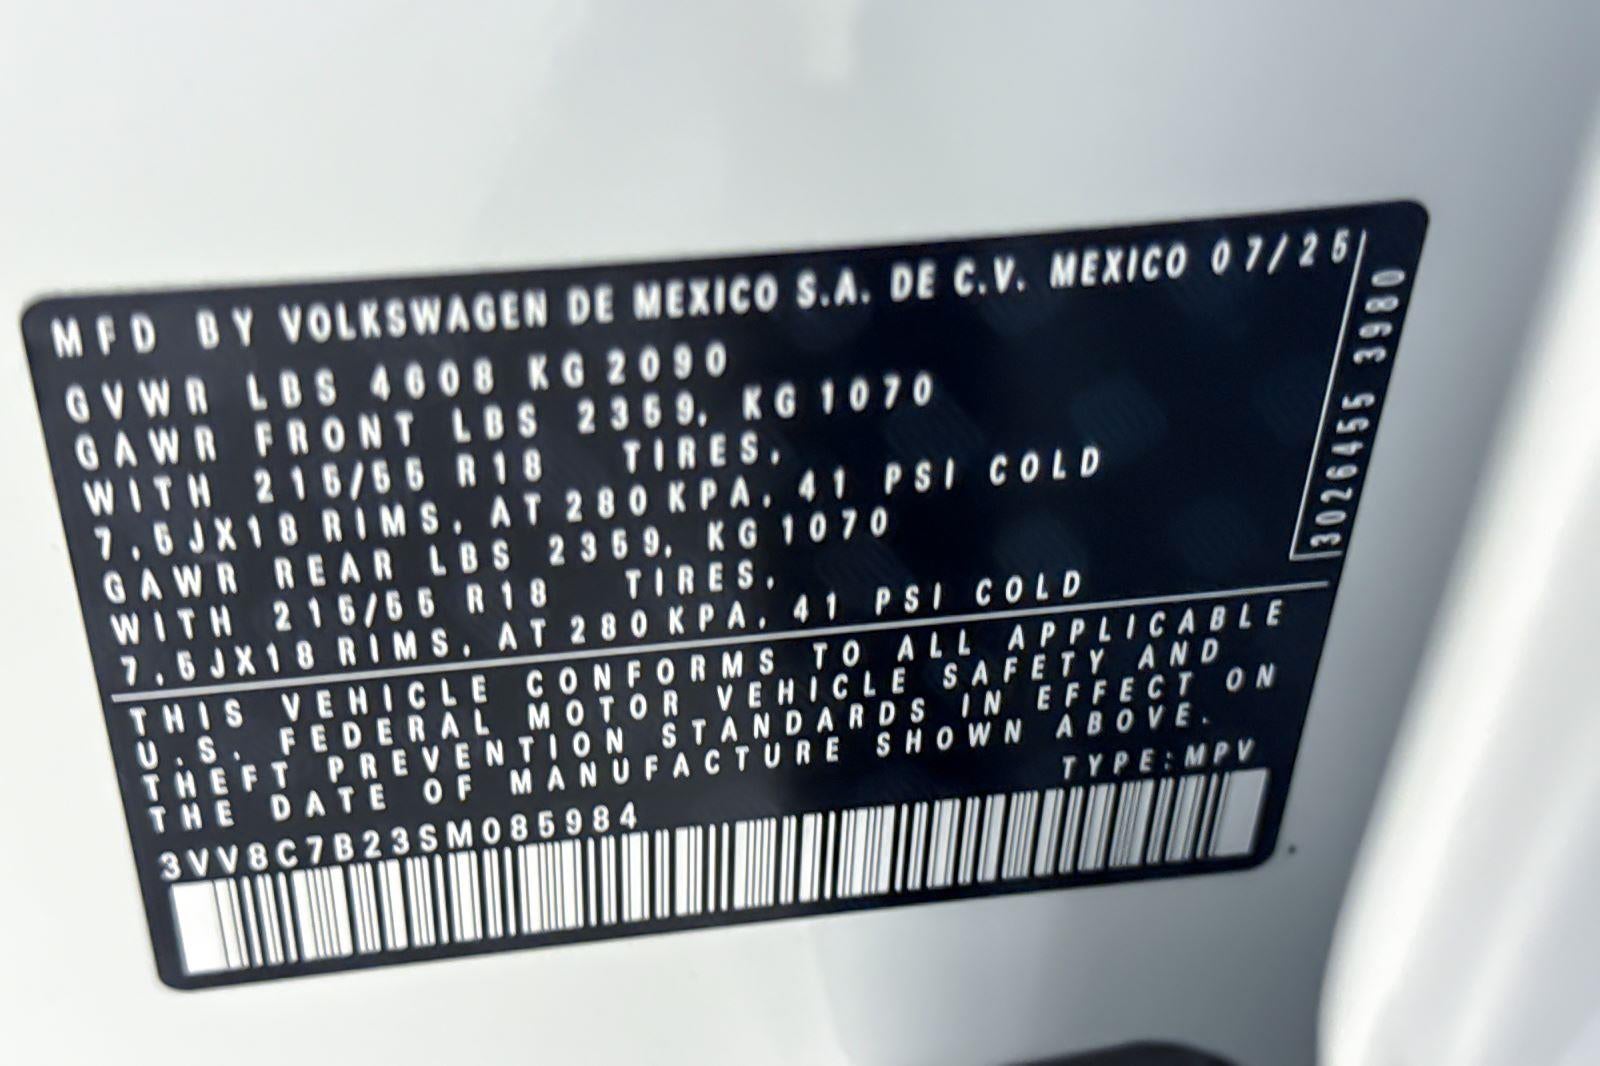 MFD BY VOLKSWAGEN DE MEXICO S.A. DE C.V. MEXICO 07/25
GVWR LBS 4608 KG 2090
GAWR FRONT LBS 2359, KG 1070
WITH 215/55 R18 TIRES,
7.5JX18 RIMS, AT 280 KPA, 41 PSI COLD
GAWR REAR LBS 2359, KG 1070
WITH 215/55 R18 TIRES,
7.5JX18 RIMS, AT 280 KPA, 41 PSI COLD
THIS VEHICLE CONFORMS TO ALL APPLICABLE
U.S. FEDERAL MOTOR VEHICLE SAFETY AND
THEFT PREVENTION STANDARDS IN EFFECT ON
THE DATE OF MANUFACTURE SHOWN ABOVE.
TYPE:MPV
3VV8C7B23SM085984
3026455 3980